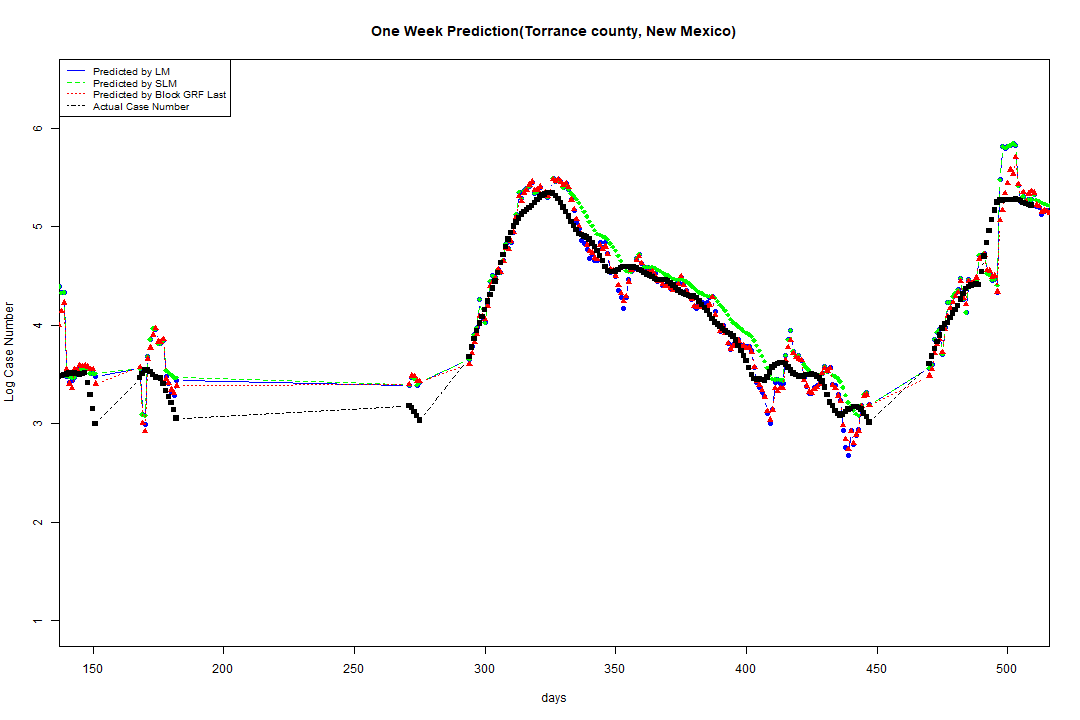 One Week Prediction(Torrance county, New Mexico)
Predicted by LM
Predicted by SLM
Predicted by Block GRF Last
Actual Case Number
Log Case Number
6
5
4
3
2
1
150 200 250 300 350 400 450 500
days